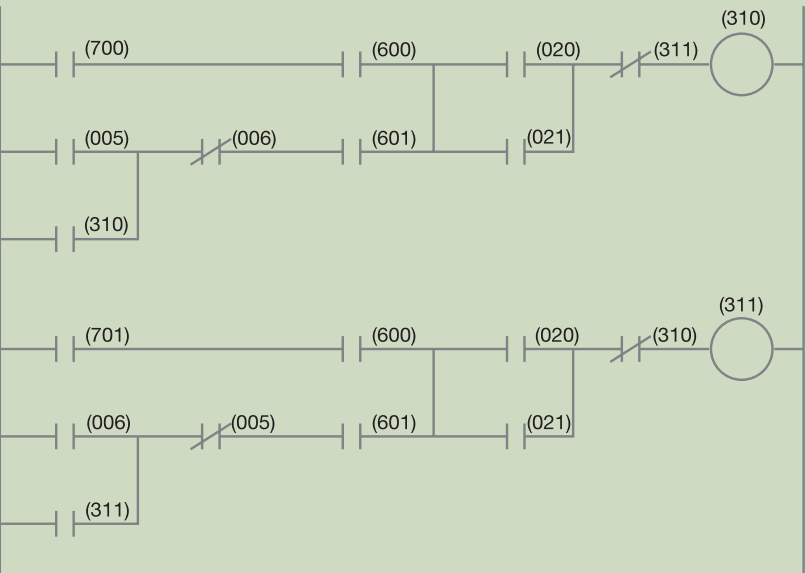 (310)
(700) (600) (020) (311)
(005) (006) (601) (021)
(310)
(311)
(701) (600) (020) (310)
(006) (005) (601) (021)
(311)